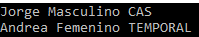 Jorge Masculino CAS
Andrea Femenino TEMPORAL